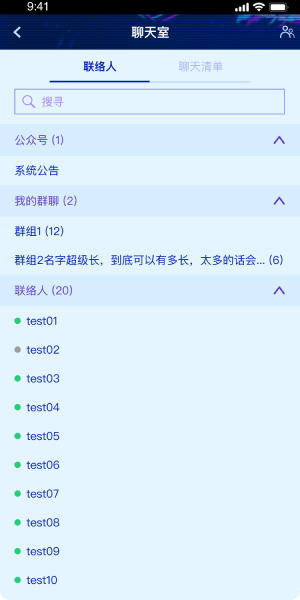 9:41
聊天室
联络人
聊天清单
搜寻
公众号 (1)
系统公告
我的群聊 (2)
群组1 (12)
群组2名字超级长，到底可以有多长，太多的话会... (6)
联络人 (20)
test01
test02
test03
test04
test05
test06
test07
test08
test09
test10